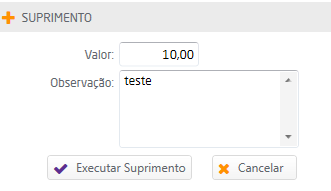 SUPRIMENTO
Valor: 10,00
Observação: teste
Executar Suprimento Cancelar